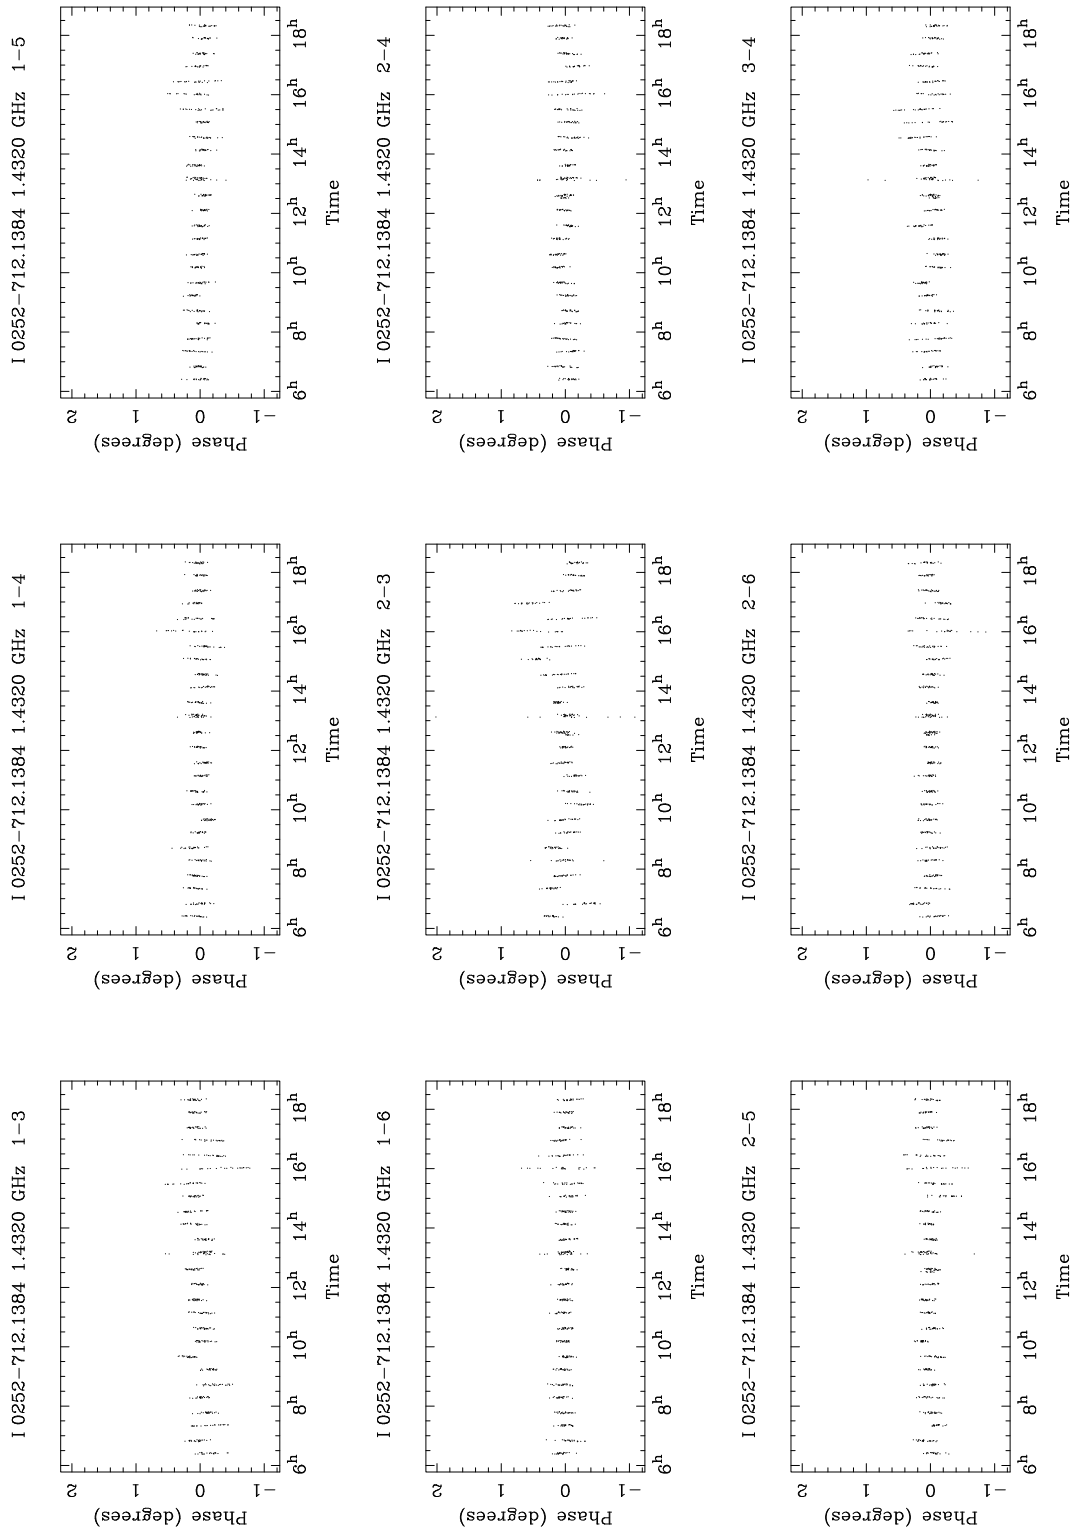 I 0252−712.1384 1.4320 GHz 1−3
Phase (degrees)
2
1
0
−1
6h 8h 10h 12h 14h 16h 18h
Time
I 0252−712.1384 1.4320 GHz 1−4
Phase (degrees)
2
1
0
−1
6h 8h 10h 12h 14h 16h 18h
Time
I 0252−712.1384 1.4320 GHz 1−5
Phase (degrees)
2
1
0
−1
6h 8h 10h 12h 14h 16h 18h
Time
I 0252−712.1384 1.4320 GHz 1−6
Phase (degrees)
2
1
0
−1
6h 8h 10h 12h 14h 16h 18h
Time
I 0252−712.1384 1.4320 GHz 2−3
Phase (degrees)
2
1
0
−1
6h 8h 10h 12h 14h 16h 18h
Time
I 0252−712.1384 1.4320 GHz 2−4
Phase (degrees)
2
1
0
−1
6h 8h 10h 12h 14h 16h 18h
Time
I 0252−712.1384 1.4320 GHz 2−5
Phase (degrees)
2
1
0
−1
6h 8h 10h 12h 14h 16h 18h
Time
I 0252−712.1384 1.4320 GHz 2−6
Phase (degrees)
2
1
0
−1
6h 8h 10h 12h 14h 16h 18h
Time
I 0252−712.1384 1.4320 GHz 3−4
Phase (degrees)
2
1
0
−1
6h 8h 10h 12h 14h 16h 18h
Time